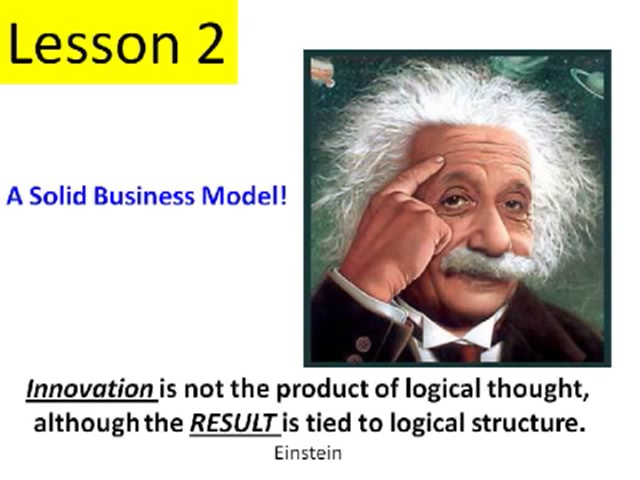 Lesson 2
A Solid Business Model!
Innovation is not the product of logical thought,
although the RESULT is tied to logical structure.
Einstein